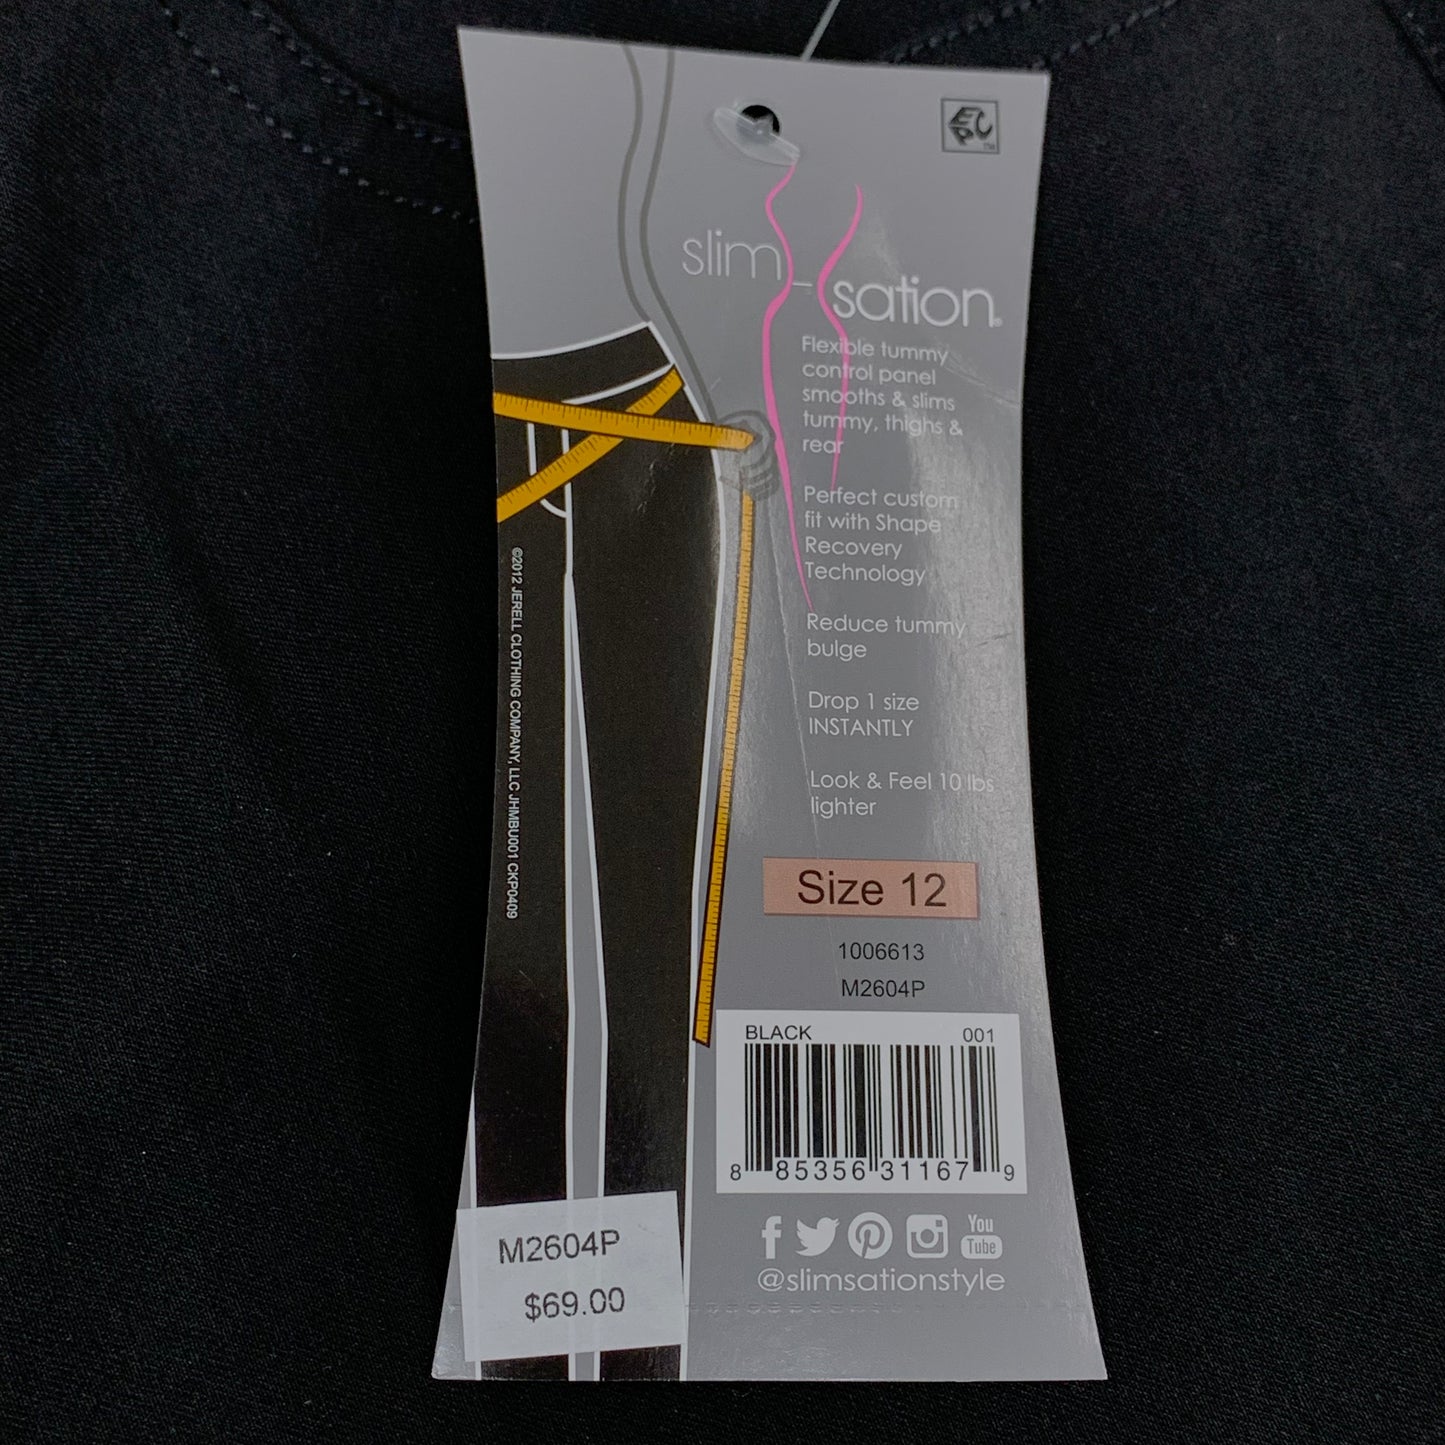 EPC™
slim-sation®
Flexible tummy
control panel
smooths & slims
tummy, thighs &
rear
Perfect custom
fit with Shape
Recovery
Technology
Reduce tummy
bulge
Drop 1 size
INSTANTLY
Look & Feel 10 lbs
lighter
©2012 JERELL CLOTHING COMPANY, LLC JHMBU001 CKP0409
Size 12
1006613
M2604P
BLACK 001
8 85356 31167 9
f You Tube
@slimsationstyle
M2604P
$69.00